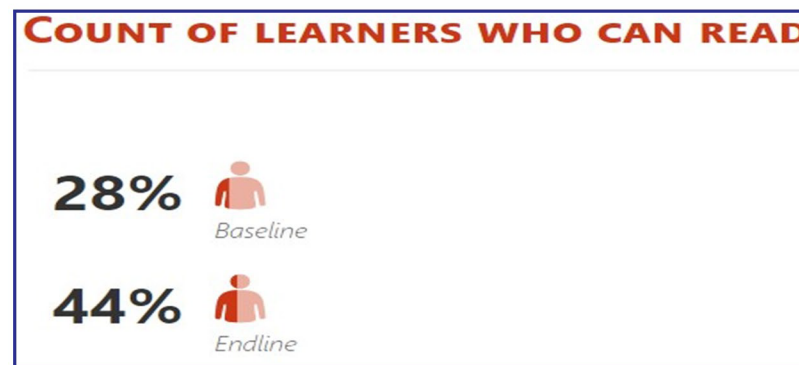 COUNT OF LEARNERS WHO CAN READ
28%
Baseline
44%
Endline